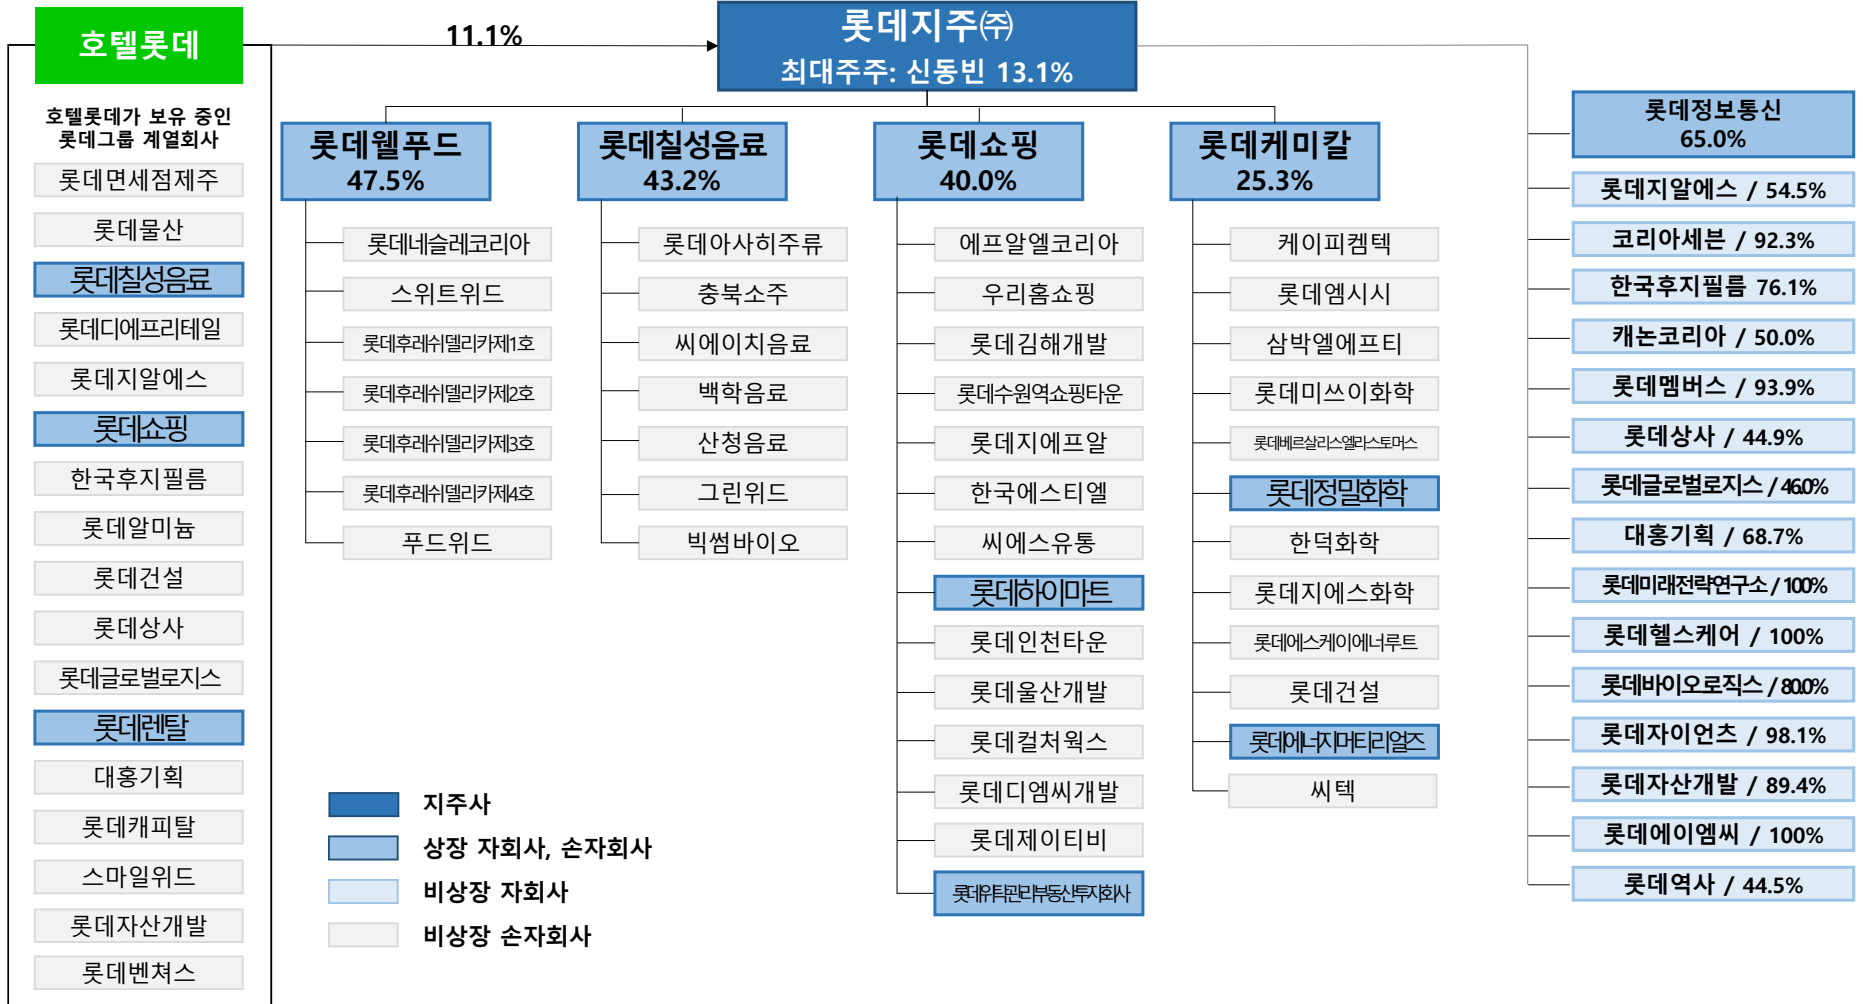 호텔롯데
11.1%
롯데지주㈜
최대주주: 신동빈 13.1%
호텔롯데가 보유 중인
롯데그룹 계열회사
롯데면세점제주
롯데물산
롯데칠성음료
롯데디에프리테일
롯데지알에스
롯데쇼핑
한국후지필름
롯데알미늄
롯데건설
롯데상사
롯데글로벌로지스
롯데렌탈
대홍기획
롯데캐피탈
스마일위드
롯데자산개발
롯데벤쳐스
롯데웰푸드
47.5%
롯데네슬레코리아
스위트위드
롯데후레쉬델리카제1호
롯데후레쉬델리카제2호
롯데후레쉬델리카제3호
롯데후레쉬델리카제4호
푸드위드
롯데칠성음료
43.2%
롯데아사히주류
충북소주
씨에이치음료
백학음료
산청음료
그린위드
빅썸바이오
롯데쇼핑
40.0%
에프알엘코리아
우리홈쇼핑
롯데김해개발
롯데수원역쇼핑타운
롯데지에프알
한국에스티엘
씨에스유통
롯데하이마트
롯데인천타운
롯데울산개발
롯데컬처웍스
롯데디엠씨개발
롯데제이티비
롯데위탁관리부동산투자회사
롯데케미칼
25.3%
케이피켐텍
롯데엠시시
삼박엘에프티
롯데미쓰이화학
롯데베르살리스엘라스토머스
롯데정밀화학
한덕화학
롯데지에스화학
롯데에스케이에너루트
롯데건설
롯데에너지머티리얼즈
씨텍
롯데정보통신
65.0%
롯데지알에스 / 54.5%
코리아세븐 / 92.3%
한국후지필름 76.1%
캐논코리아 / 50.0%
롯데멤버스 / 93.9%
롯데상사 / 44.9%
롯데글로벌로지스 / 46.0%
대홍기획 / 68.7%
롯데미래전략연구소 / 100%
롯데헬스케어 / 100%
롯데바이오로직스 / 80.0%
롯데자이언츠 / 98.1%
롯데자산개발 / 89.4%
롯데에이엠씨 / 100%
롯데역사 / 44.5%
지주사
상장 자회사, 손자회사
비상장 자회사
비상장 손자회사